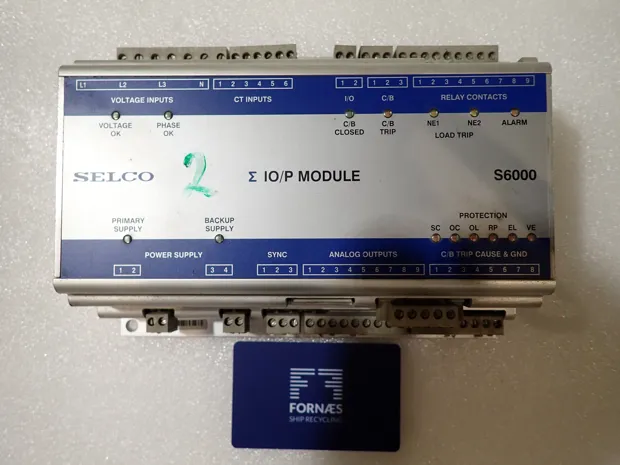 L1 L2 L3 N 1 2 3 4 5 6 1 2 1 2 3 1 2 3 4 5 6 7 8 9
VOLTAGE INPUTS CT INPUTS I/O C/B RELAY CONTACTS
VOLTAGE OK PHASE OK C/B CLOSED C/B TRIP NE1 NE2 ALARM
LOAD TRIP
SELCO 2 Σ IO/P MODULE S6000
PROTECTION
PRIMARY SUPPLY BACKUP SUPPLY SC OC OL RP EL VE
POWER SUPPLY SYNC ANALOG OUTPUTS C/B TRIP CAUSE & GND
1 2 3 4 1 2 3 1 2 3 4 5 6 7 8 9 1 2 3 4 5 6 7 8
FORNÆS
SHIP RECYCLING